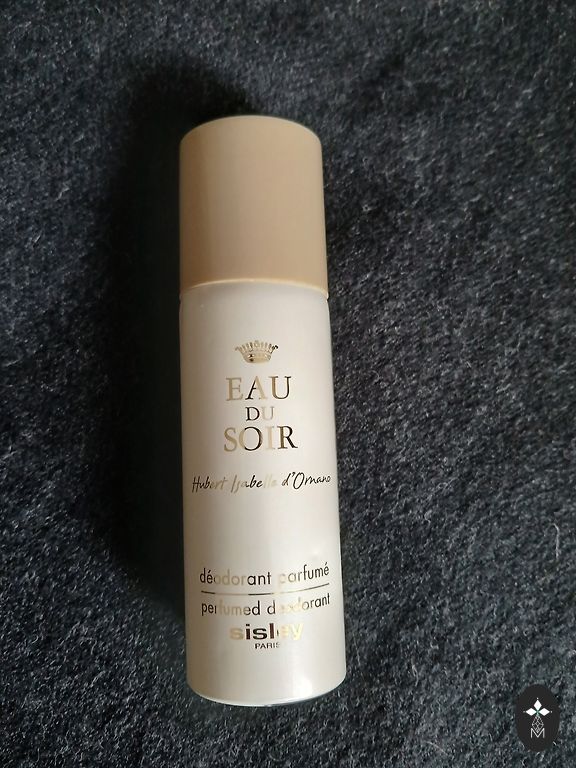 EAU
DU
SOIR
Hubert Isabelle d'Ornano
déodorant parfumé
perfumed deodorant
sisley
PARIS
M